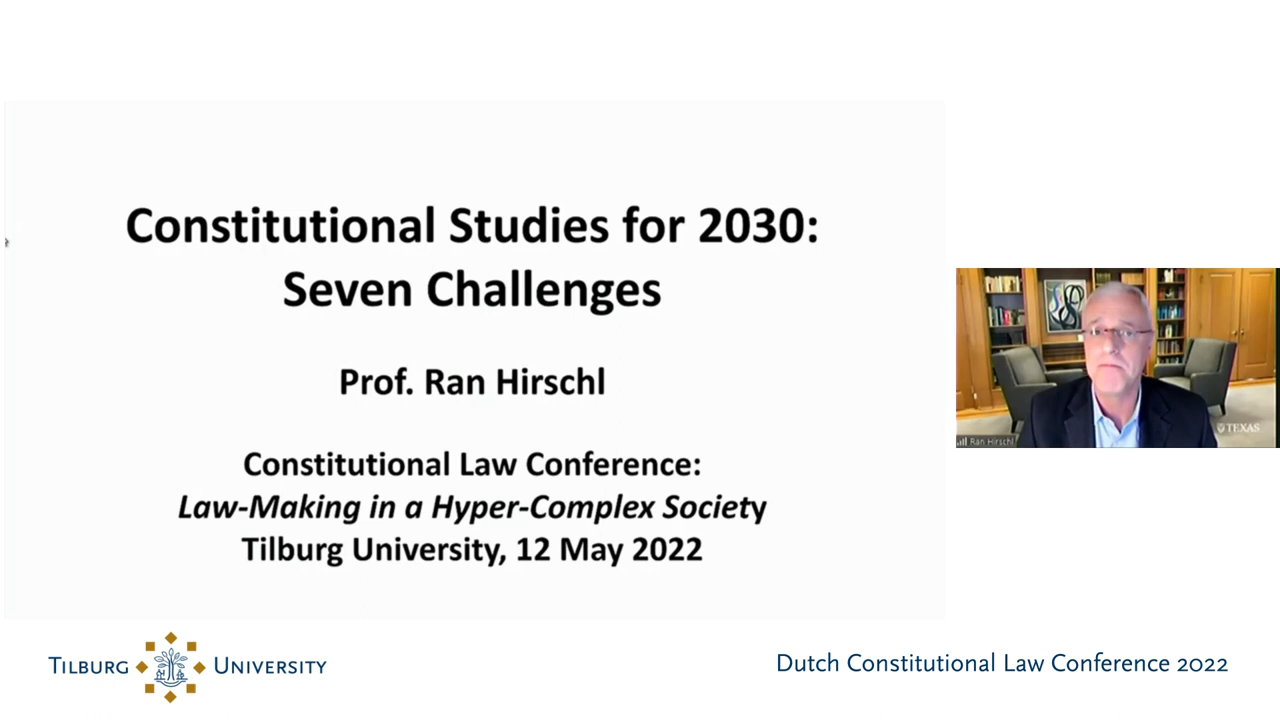 Constitutional Studies for 2030:
Seven Challenges
Prof. Ran Hirschl
Constitutional Law Conference:
Law-Making in a Hyper-Complex Society
Tilburg University, 12 May 2022
Ran Hirschl
TEXAS
TILBURG UNIVERSITY
Dutch Constitutional Law Conference 2022